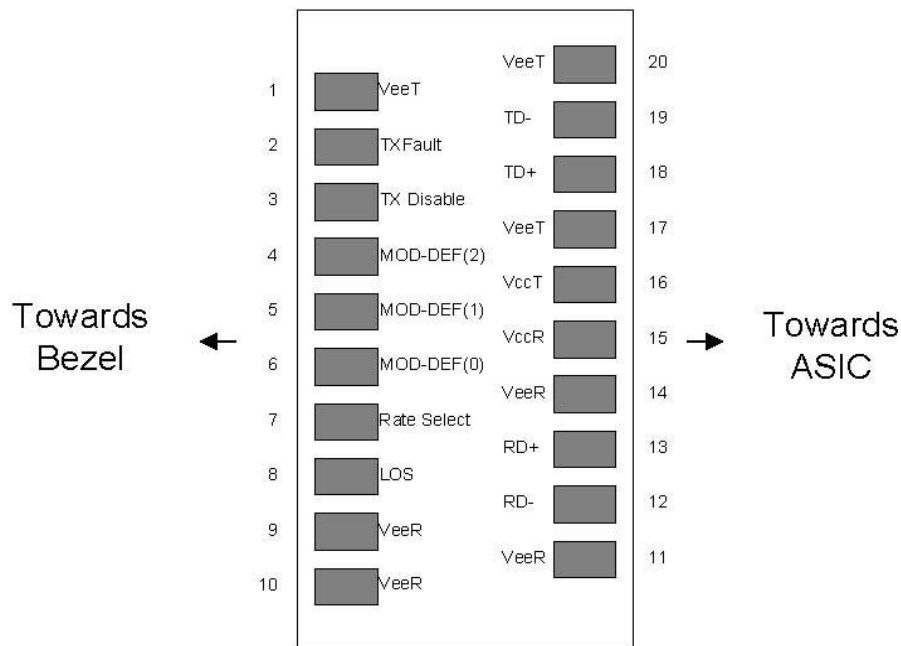 VeeT 20
1 VeeT
TD- 19
2 TXFault
TD+ 18
3 TX Disable
VeeT 17
4 MOD-DEF(2)
VccT 16
5 MOD-DEF(1)
Towards
Bezel
VccR 15
Towards
ASIC
6 MOD-DEF(0)
VeeR 14
7 Rate Select
RD+ 13
8 LOS
RD- 12
9 VeeR
VeeR 11
10 VeeR